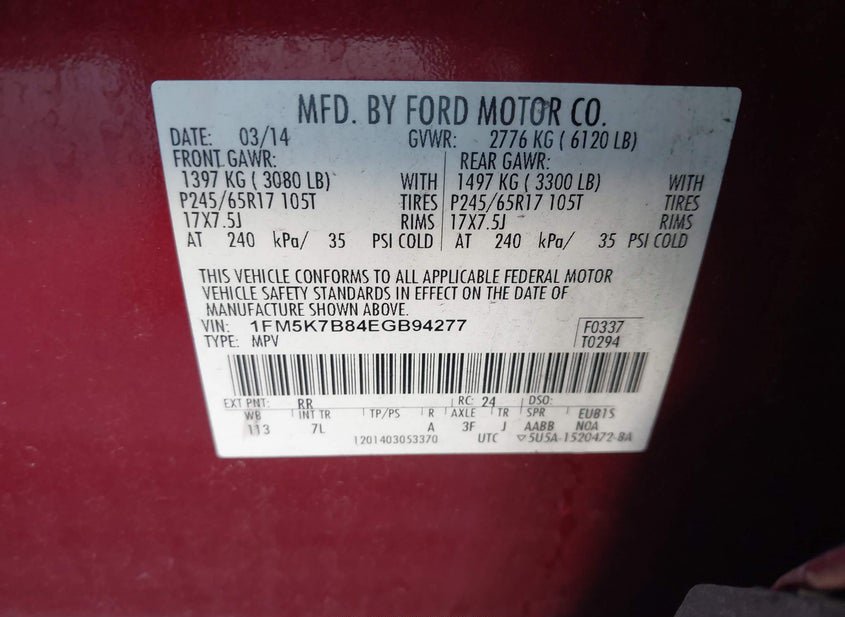 MFD. BY FORD MOTOR CO.
DATE: 03/14 GVWR: 2776 KG ( 6120 LB)
FRONT GAWR: REAR GAWR:
1397 KG ( 3080 LB) WITH 1497 KG ( 3300 LB) WITH
P245/65R17 105T TIRES P245/65R17 105T TIRES
17X7.5J RIMS 17X7.5J RIMS
AT 240 kPa/ 35 PSI COLD AT 240 kPa/ 35 PSI COLD
THIS VEHICLE CONFORMS TO ALL APPLICABLE FEDERAL MOTOR
VEHICLE SAFETY STANDARDS IN EFFECT ON THE DATE OF
MANUFACTURE SHOWN ABOVE.
VIN: 1FM5K7B84EGB94277 F0337
TYPE: MPV T0294
EXT PNT: RR RC: 24 DSO:
WB INT TR TP/PS R AXLE TR SPR EUB1S
113 7L A 3F J AABB NOA
1201403053370 UTC ▽5U5A-1520472-BA